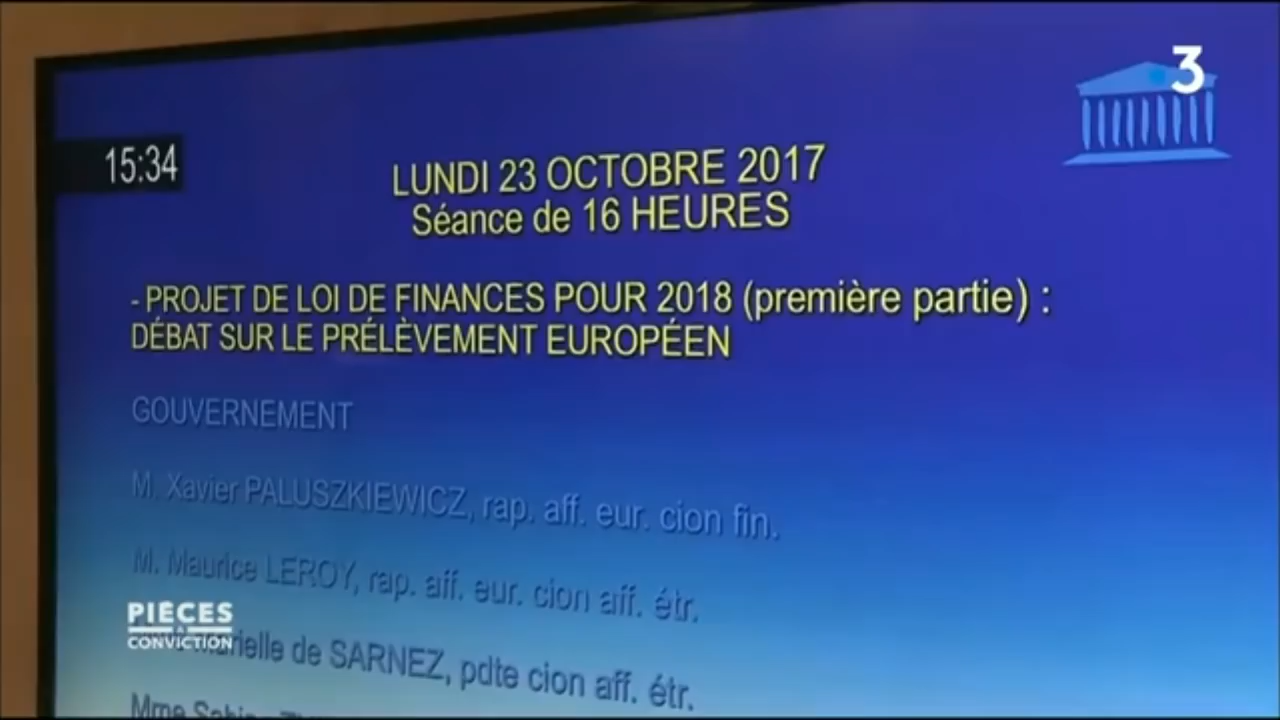 3
15:34
LUNDI 23 OCTOBRE 2017
Séance de 16 HEURES
- PROJET DE LOI DE FINANCES POUR 2018 (première partie) :
DÉBAT SUR LE PRÉLÈVEMENT EUROPÉEN
GOUVERNEMENT
M. Xavier PALUSZKIEWICZ, rap. aff. eur. cion fin.
M. Maurice LEROY, rap. aff. eur. cion aff. étr.
PIÈCES
À
CONVICTION
de SARNEZ, pdte cion aff. étr.
Mme